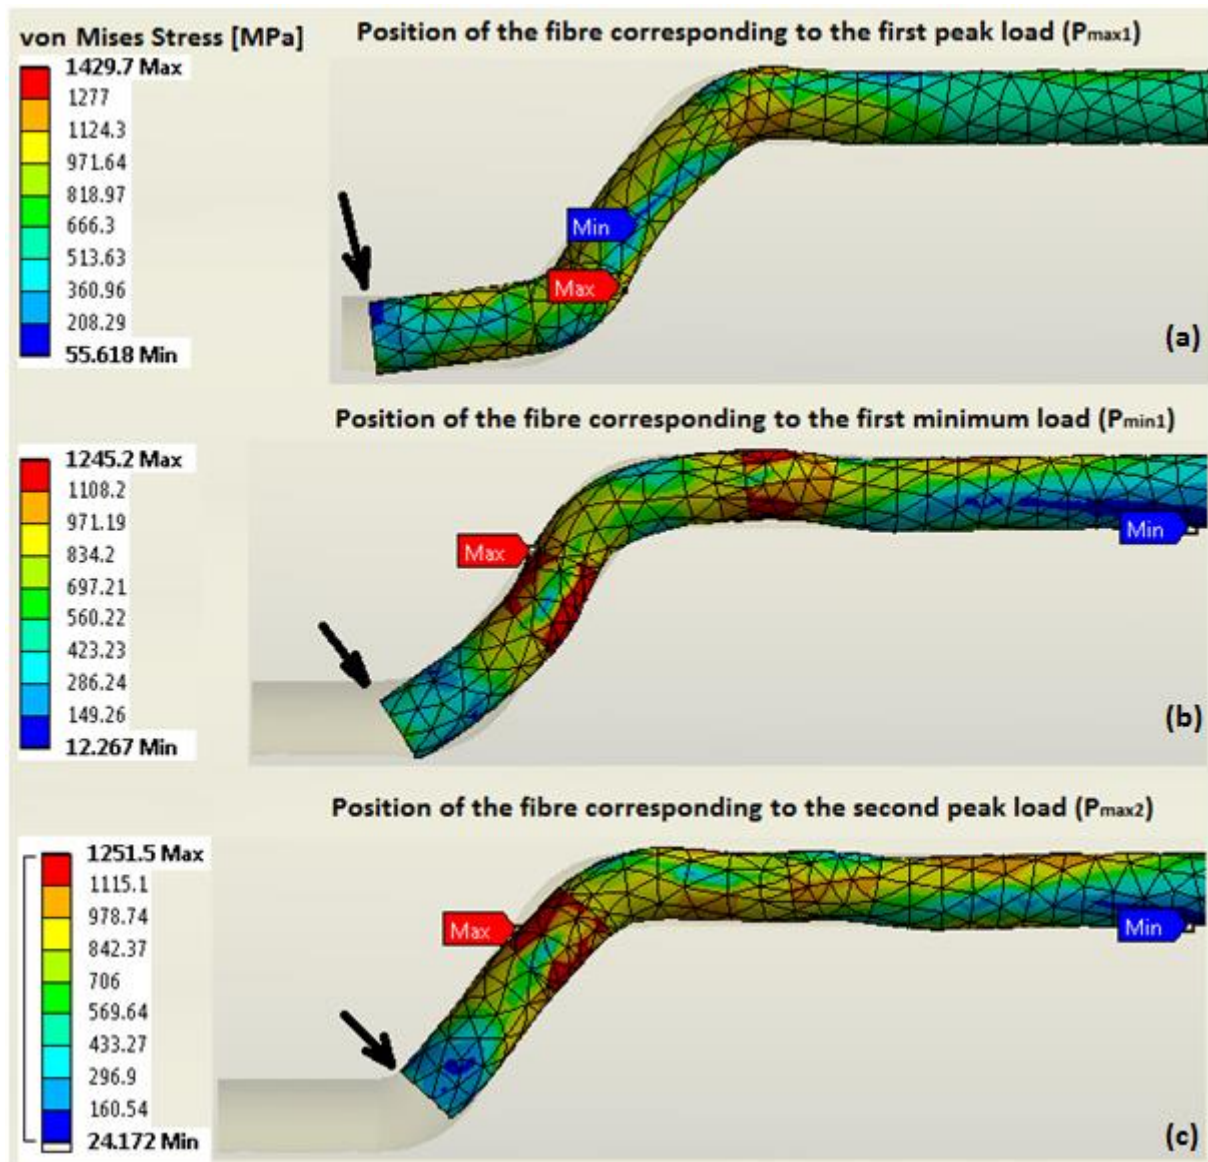 von Mises Stress [MPa]
Position of the fibre corresponding to the first peak load (Pmax1)
1429.7 Max
1277
1124.3
971.64
818.97
666.3
513.63
360.96
208.29
55.618 Min
Min
Max
(a)
Position of the fibre corresponding to the first minimum load (Pmin1)
1245.2 Max
1108.2
971.19
834.2
697.21
560.22
423.23
286.24
149.26
12.267 Min
Max
Min
(b)
Position of the fibre corresponding to the second peak load (Pmax2)
1251.5 Max
1115.1
978.74
842.37
706
569.64
433.27
296.9
160.54
24.172 Min
Max
Min
(c)